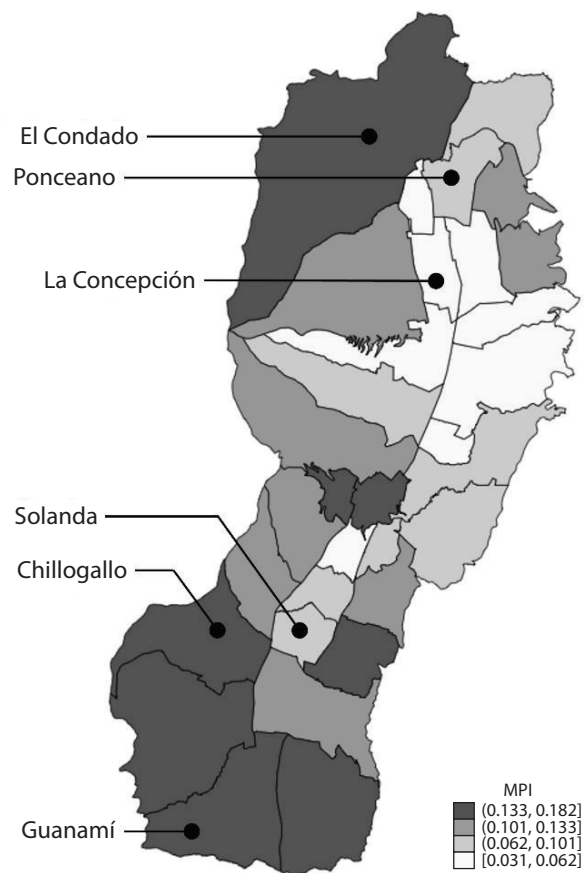 El Condado
Ponceano
La Concepción
Solanda
Chillogallo
Guanamí
MPI
(0.133, 0.182]
(0.101, 0.133]
(0.062, 0.101]
[0.031, 0.062]